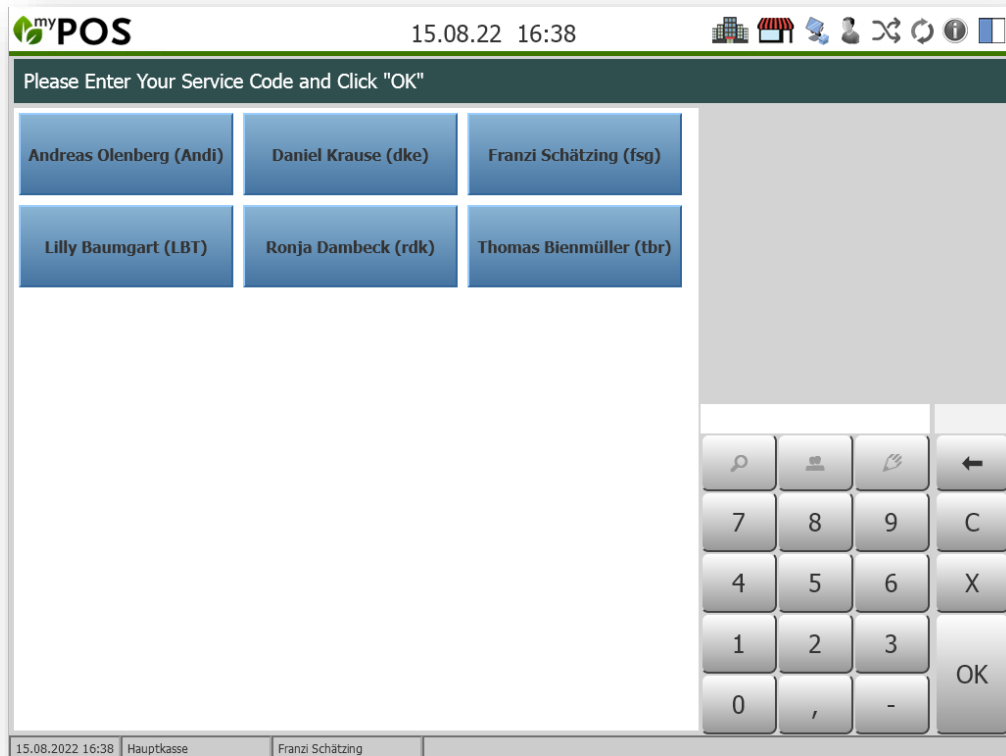 myPOS 15.08.22 16:38
Please Enter Your Service Code and Click "OK"
Andreas Olenberg (Andi) Daniel Krause (dke) Franzi Schätzing (fsg)
Lilly Baumgart (LBT) Ronja Dambeck (rdk) Thomas Bienmüller (tbr)
7 8 9 C
4 5 6 X
1 2 3
OK
0 , -
15.08.2022 16:38 Hauptkasse Franzi Schätzing